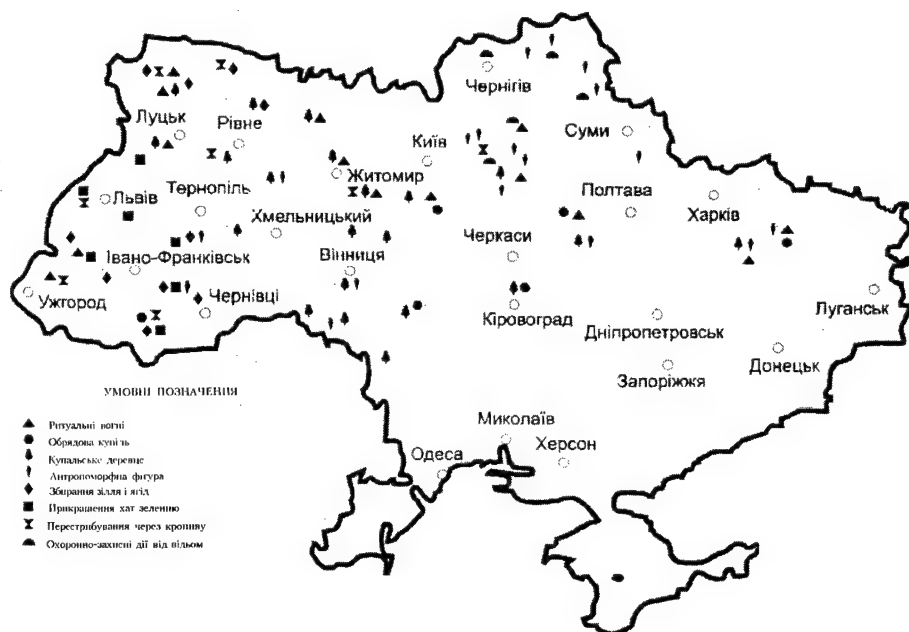 Чернігів
Суми
Луцьк
Рівне
Київ
Житомир
Львів
Тернопіль
Хмельницький
Полтава
Харків
Черкаси
Івано-Франківськ
Вінниця
Ужгород
Чернівці
Кіровоград
Луганськ
Дніпропетровськ
Донецьк
Запоріжжя
Миколаїв
Херсон
Одеса
УМОВНІ ПОЗНАЧЕННЯ
Ритуальні вогні
Обрядова купіль
Купальське деревце
Антропоморфна фігура
Збирання зілля і ягід
Прикрашення хат зеленню
Перестрибування через кропиву
Охоронно-захисні дії від відьом